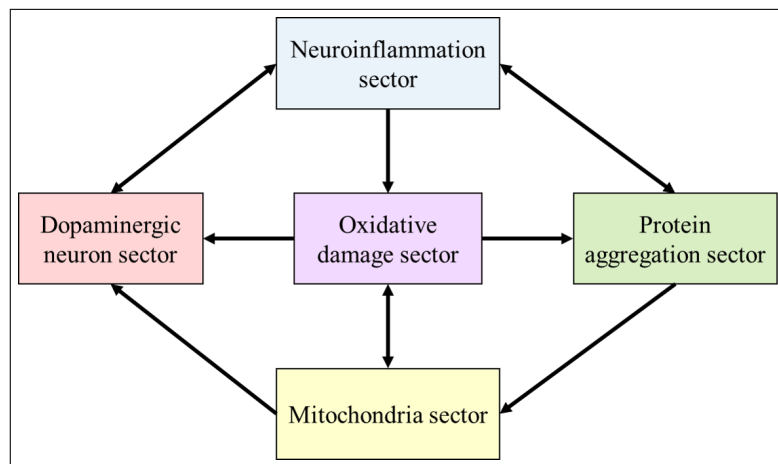 Neuroinflammation
sector
Dopaminergic
neuron sector
Oxidative
damage sector
Protein
aggregation sector
Mitochondria sector